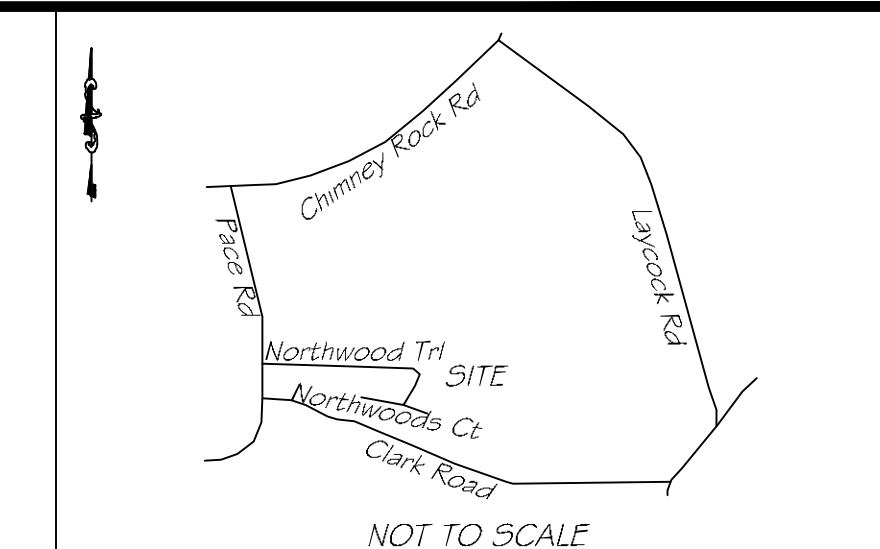 Chimney Rock Rd
Pace Rd
Laycock Rd
Northwood Trl
SITE
Northwoods Ct
Clark Road
NOT TO SCALE